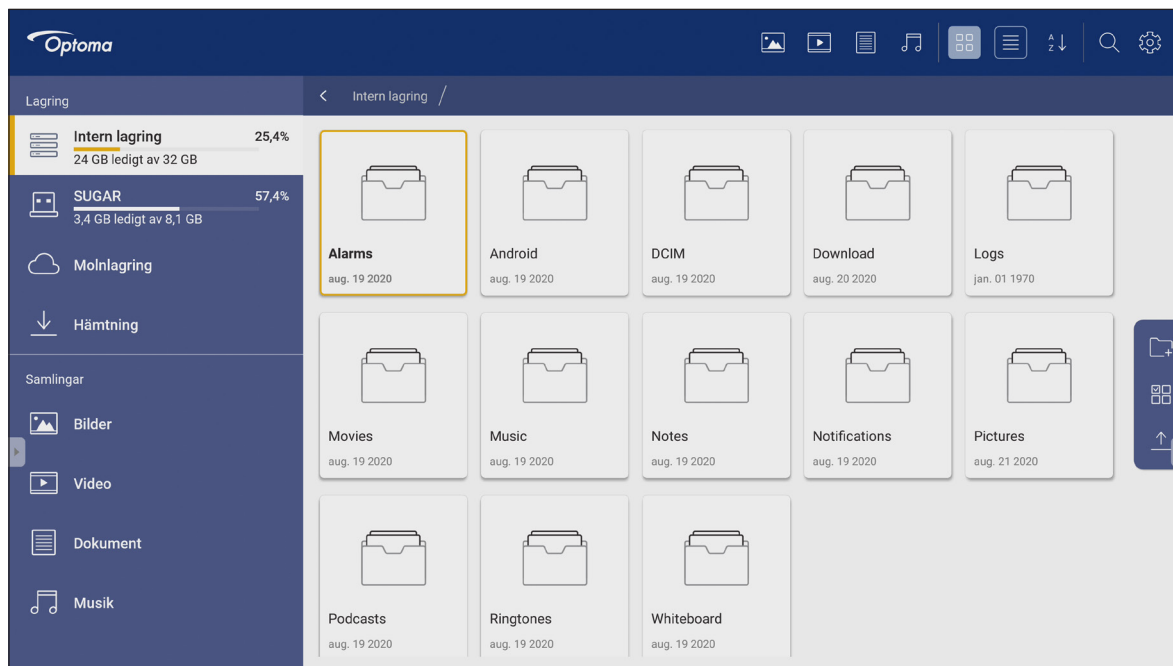 Optoma
A
Z
Lagring
Intern lagring /
Intern lagring 25,4%
24 GB ledigt av 32 GB
SUGAR 57,4%
3,4 GB ledigt av 8,1 GB
Molnlagring
Hämtning
Samlingar
Bilder
Video
Dokument
Musik
Alarms
aug. 19 2020
Android
aug. 19 2020
DCIM
aug. 19 2020
Download
aug. 20 2020
Logs
jan. 01 1970
Movies
aug. 19 2020
Music
aug. 19 2020
Notes
aug. 19 2020
Notifications
aug. 19 2020
Pictures
aug. 21 2020
Podcasts
aug. 19 2020
Ringtones
aug. 19 2020
Whiteboard
aug. 19 2020